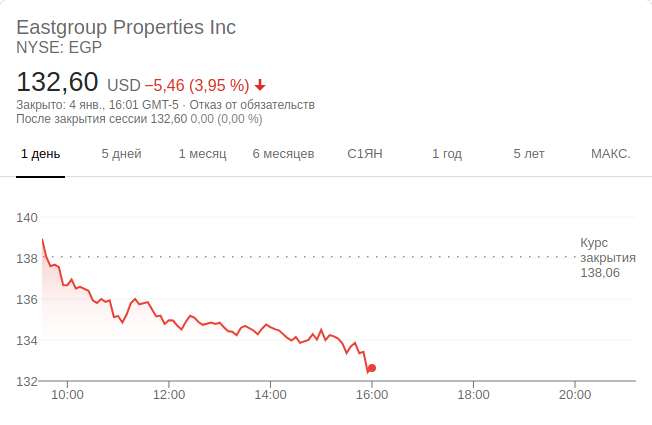 Eastgroup Properties Inc
NYSE: EGP
132,60 USD −5,46 (3,95 %)
Закрыто: 4 янв., 16:01 GMT-5 · Отказ от обязательств
После закрытия сессии 132,60 0,00 (0,00 %)
1 день 5 дней 1 месяц 6 месяцев С1ЯН 1 год 5 лет МАКС.
140
138
136
134
132
Курс
закрытия
138,06
10:00 12:00 14:00 16:00 18:00 20:00